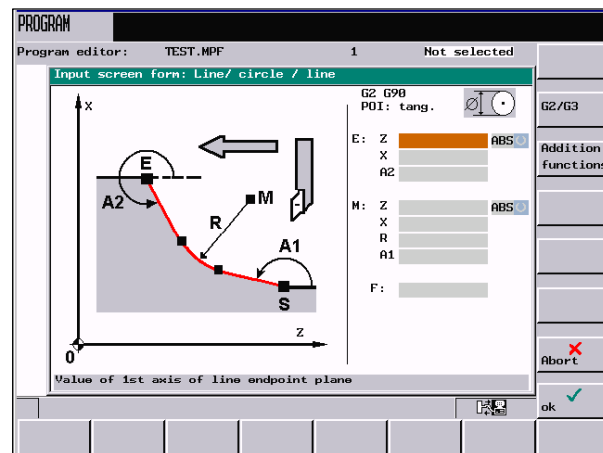 PROGRAM
Program editor: TEST.MPF 1 Not selected
Input screen form: Line/ circle / line
X
E
A2
R
M
A1
S
Z
0
G2 G90
POI: tang.
Ø
E: Z ABS
X
A2
M: Z ABS
X
R
A1
F:
Value of 1st axis of line endpoint plane
G2/G3
Addition
functions
Abort
ok